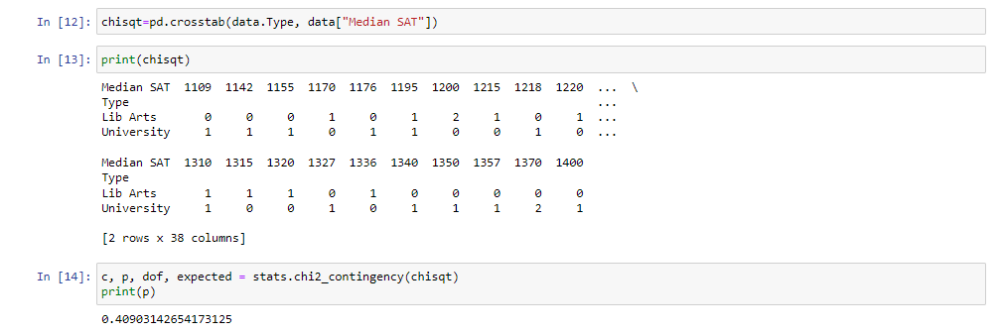 In [12]: chisqt=pd.crosstab(data.Type, data["Median SAT"])
In [13]: print(chisqt)
Median SAT  1109  1142  1155  1170  1176  1195  1200  1215  1218  1220  ...  \
Type                                                                    ...
Lib Arts       0     0     0     1     0     1     2     1     0     1  ...
University     1     1     1     0     1     1     0     0     1     0  ...
Median SAT  1310  1315  1320  1327  1336  1340  1350  1357  1370  1400
Type
Lib Arts       1     1     1     0     1     0     0     0     0     0
University     1     0     0     1     0     1     1     1     2     1
[2 rows x 38 columns]
In [14]: c, p, dof, expected = stats.chi2_contingency(chisqt)
print(p)
0.40903142654173125